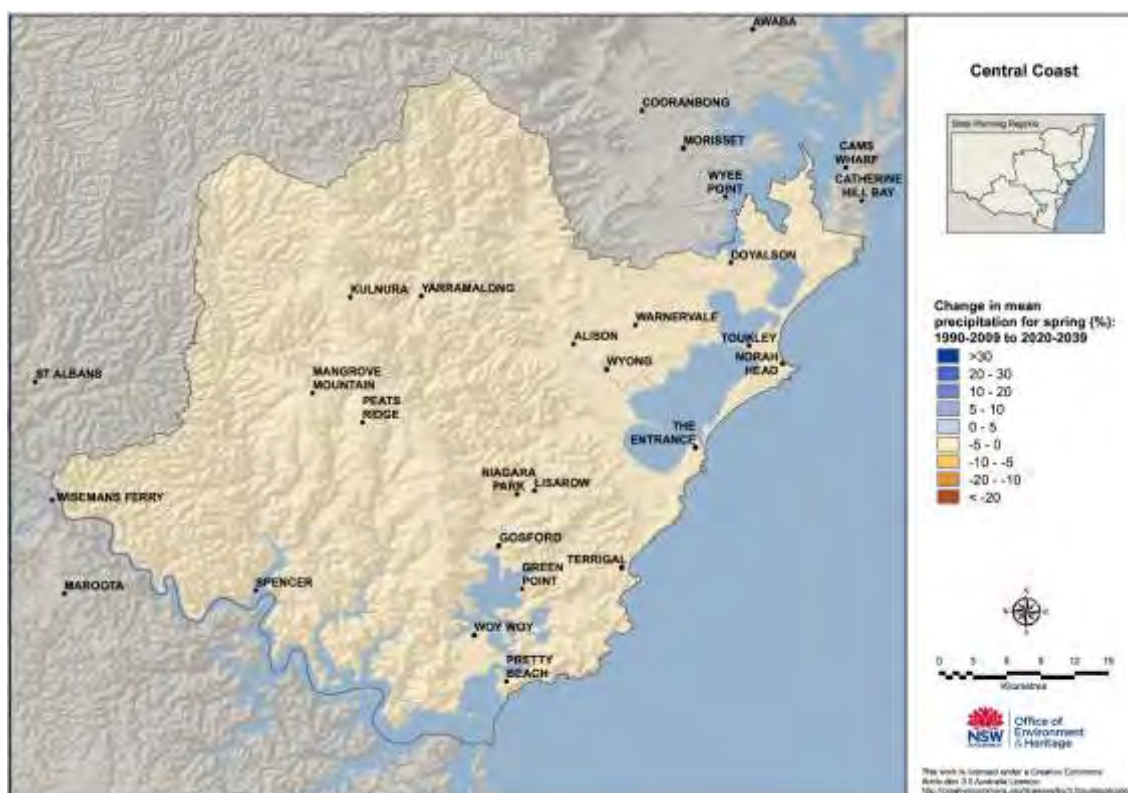 AWABA
COORANBONG
MORISSET
CAMS
WHARF
CATHERINE
HILL BAY
WYEE
POINT
DOYALSON
KULNURA
YARRAMALONG
WARNERVALE
ALISON
TOUKLEY
WYONG
NORAH
HEAD
ST ALBANS
MANGROVE
MOUNTAIN
PEATS
RIDGE
THE
ENTRANCE
NIAGARA
PARK
LISAROW
WISEMANS FERRY
GOSFORD
TERRIGAL
GREEN
POINT
MAROOTA
SPENCER
WOY WOY
PRETTY
BEACH
Central Coast
State Planning Regions
Change in mean
precipitation for spring (%):
1990-2009 to 2020-2039
>30
20 - 30
10 - 20
5 - 10
0 - 5
-5 - 0
-10 - -5
-20 - -10
< -20
N
S
0 3 6 9 12 15
Kilometres
NSW
Office of
Environment
& Heritage
This work is licensed under a Creative Commons